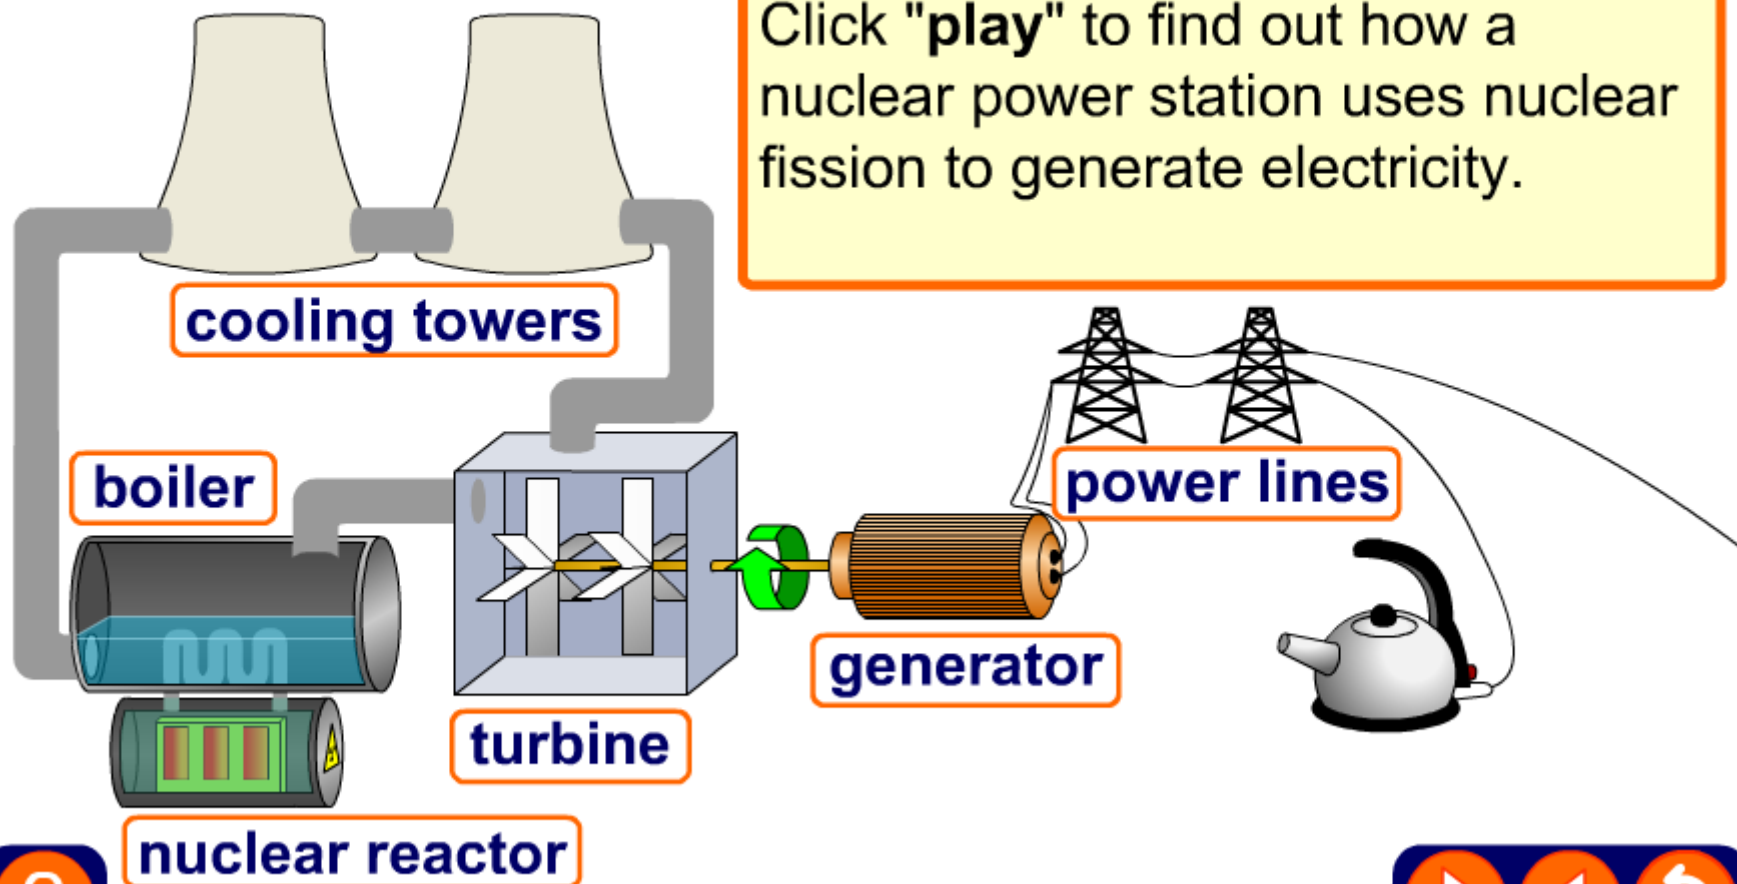 Click "play" to find out how a
nuclear power station uses nuclear
fission to generate electricity.
cooling towers
boiler
power lines
generator
turbine
nuclear reactor